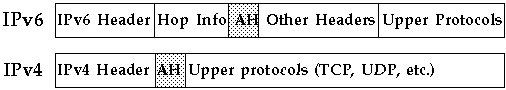 IPv6 IPv6 Header Hop Info AH Other Headers Upper Protocols
IPv4 IPv4 Header AH Upper protocols (TCP, UDP, etc.)